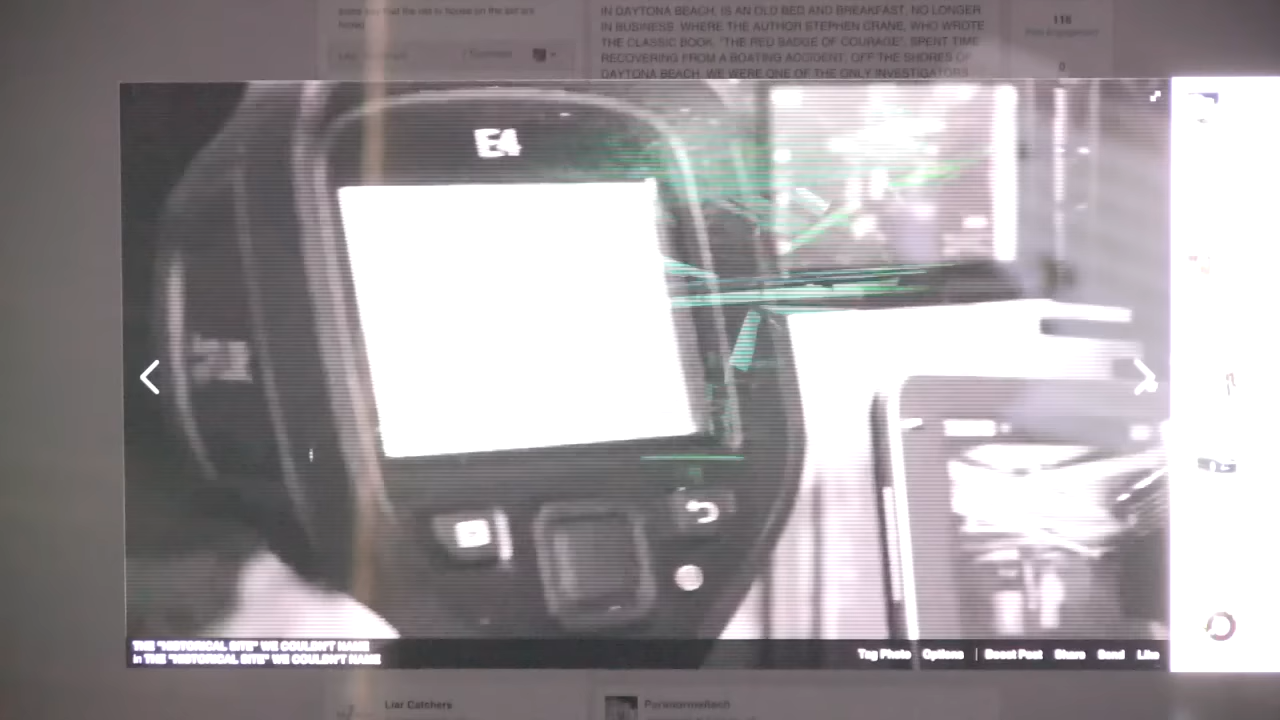 IN DAYTONA BEACH, IS AN OLD BED AND BREAKFAST, NO LONGER
IN BUSINESS. WHERE THE AUTHOR STEPHEN CRANE, WHO WROTE
THE CLASSIC BOOK, "THE RED BADGE OF COURAGE", SPENT TIME
RECOVERING FROM A BOATING ACCIDENT, OFF THE SHORES OF
DAYTONA BEACH. WE WERE ONE OF THE ONLY INVESTIGATORS
116
0
E4
THE "HISTORICAL SITE" WE COULDN'T NAME
in THE "HISTORICAL SITE" WE COULDN'T NAME
Tag Photo Options Boost Post Share Send Like
Liar Catchers